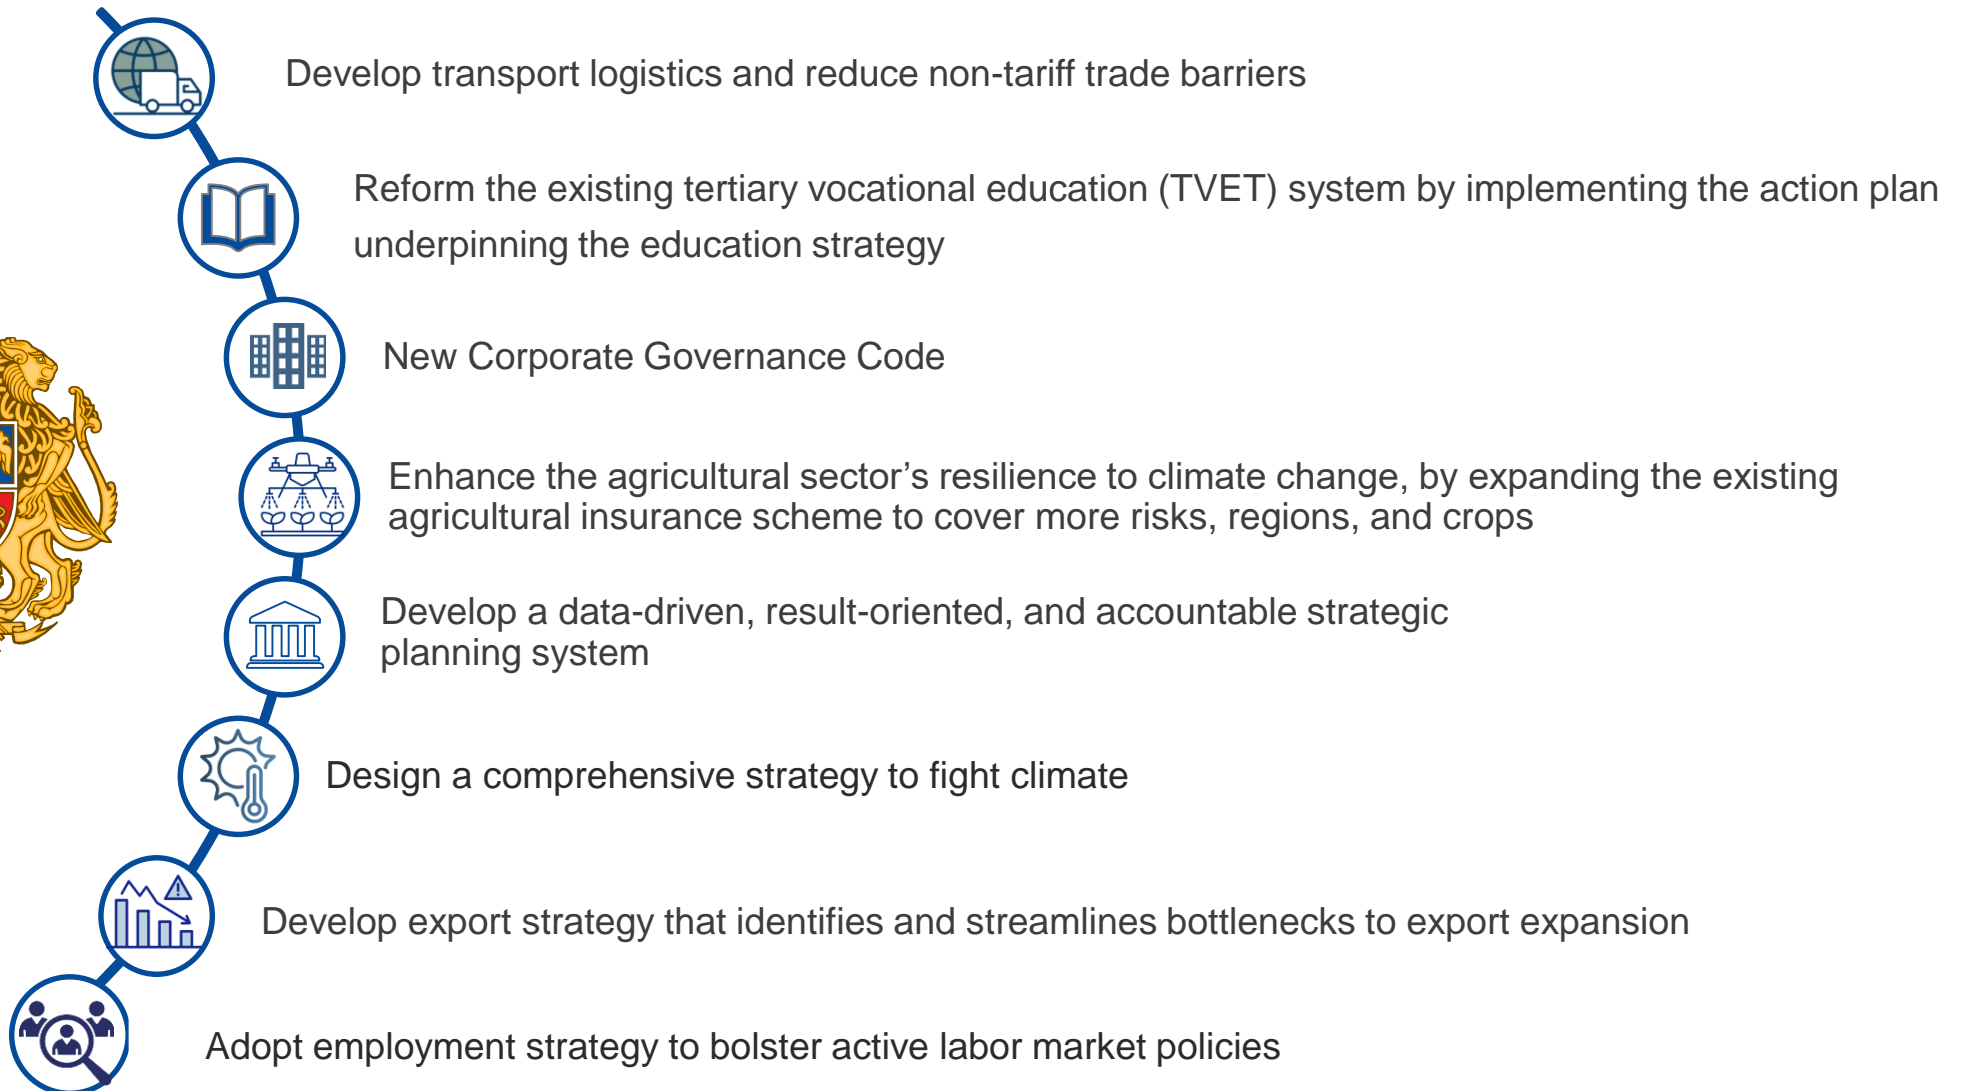 Develop transport logistics and reduce non-tariff trade barriers
Reform the existing tertiary vocational education (TVET) system by implementing the action plan
underpinning the education strategy
New Corporate Governance Code
Enhance the agricultural sector’s resilience to climate change, by expanding the existing
agricultural insurance scheme to cover more risks, regions, and crops
Develop a data-driven, result-oriented, and accountable strategic
planning system
Design a comprehensive strategy to fight climate
Develop export strategy that identifies and streamlines bottlenecks to export expansion
Adopt employment strategy to bolster active labor market policies